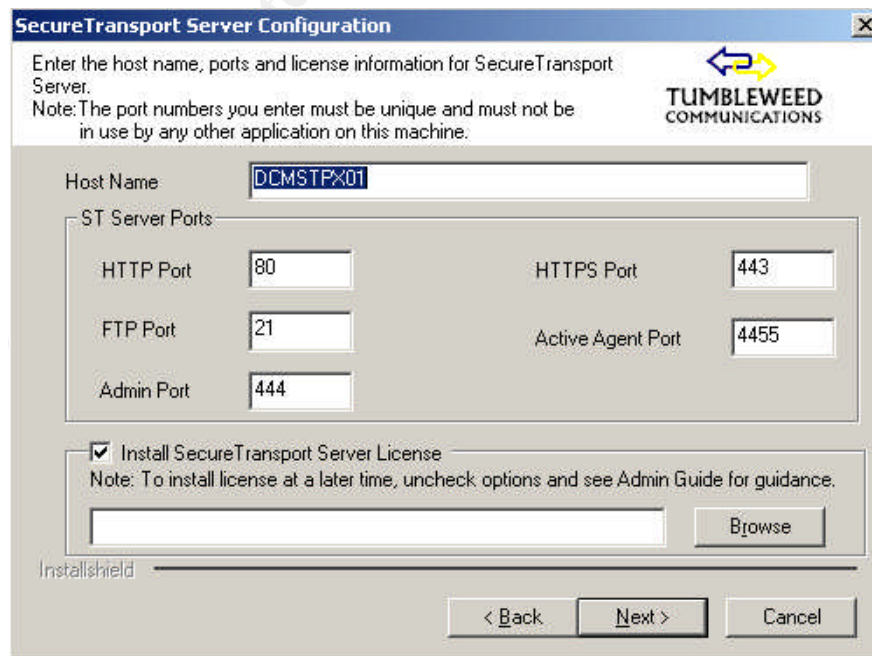 SecureTransport Server Configuration
Enter the host name, ports and license information for SecureTransport
Server.
Note:The port numbers you enter must be unique and must not be
in use by any other application on this machine.
TUMBLEWEED
COMMUNICATIONS
Host Name DCMSTPX01
ST Server Ports
HTTP Port 80 HTTPS Port 443
FTP Port 21 Active Agent Port 4455
Admin Port 444
Install SecureTransport Server License
Note: To install license at a later time, uncheck options and see Admin Guide for guidance.
Browse
Installshield
< Back Next > Cancel